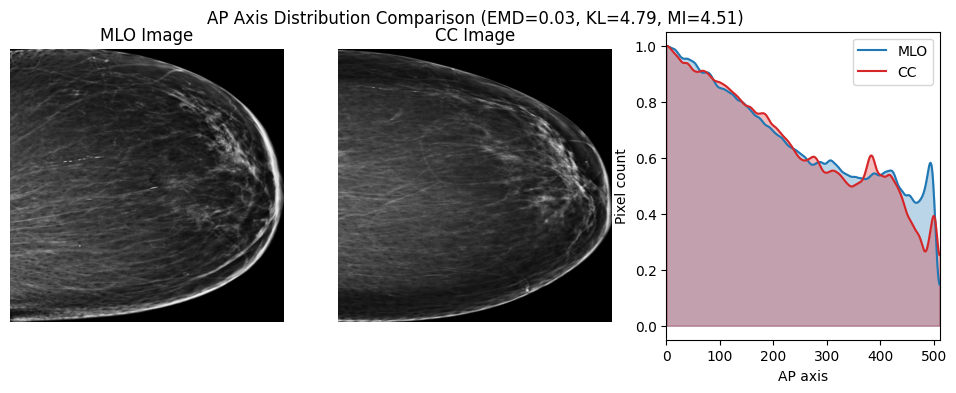 AP Axis Distribution Comparison (EMD=0.03, KL=4.79, MI=4.51)
MLO Image
CC Image
MLO
CC
Pixel count
1.0
0.8
0.6
0.4
0.2
0.0
0 100 200 300 400 500
AP axis